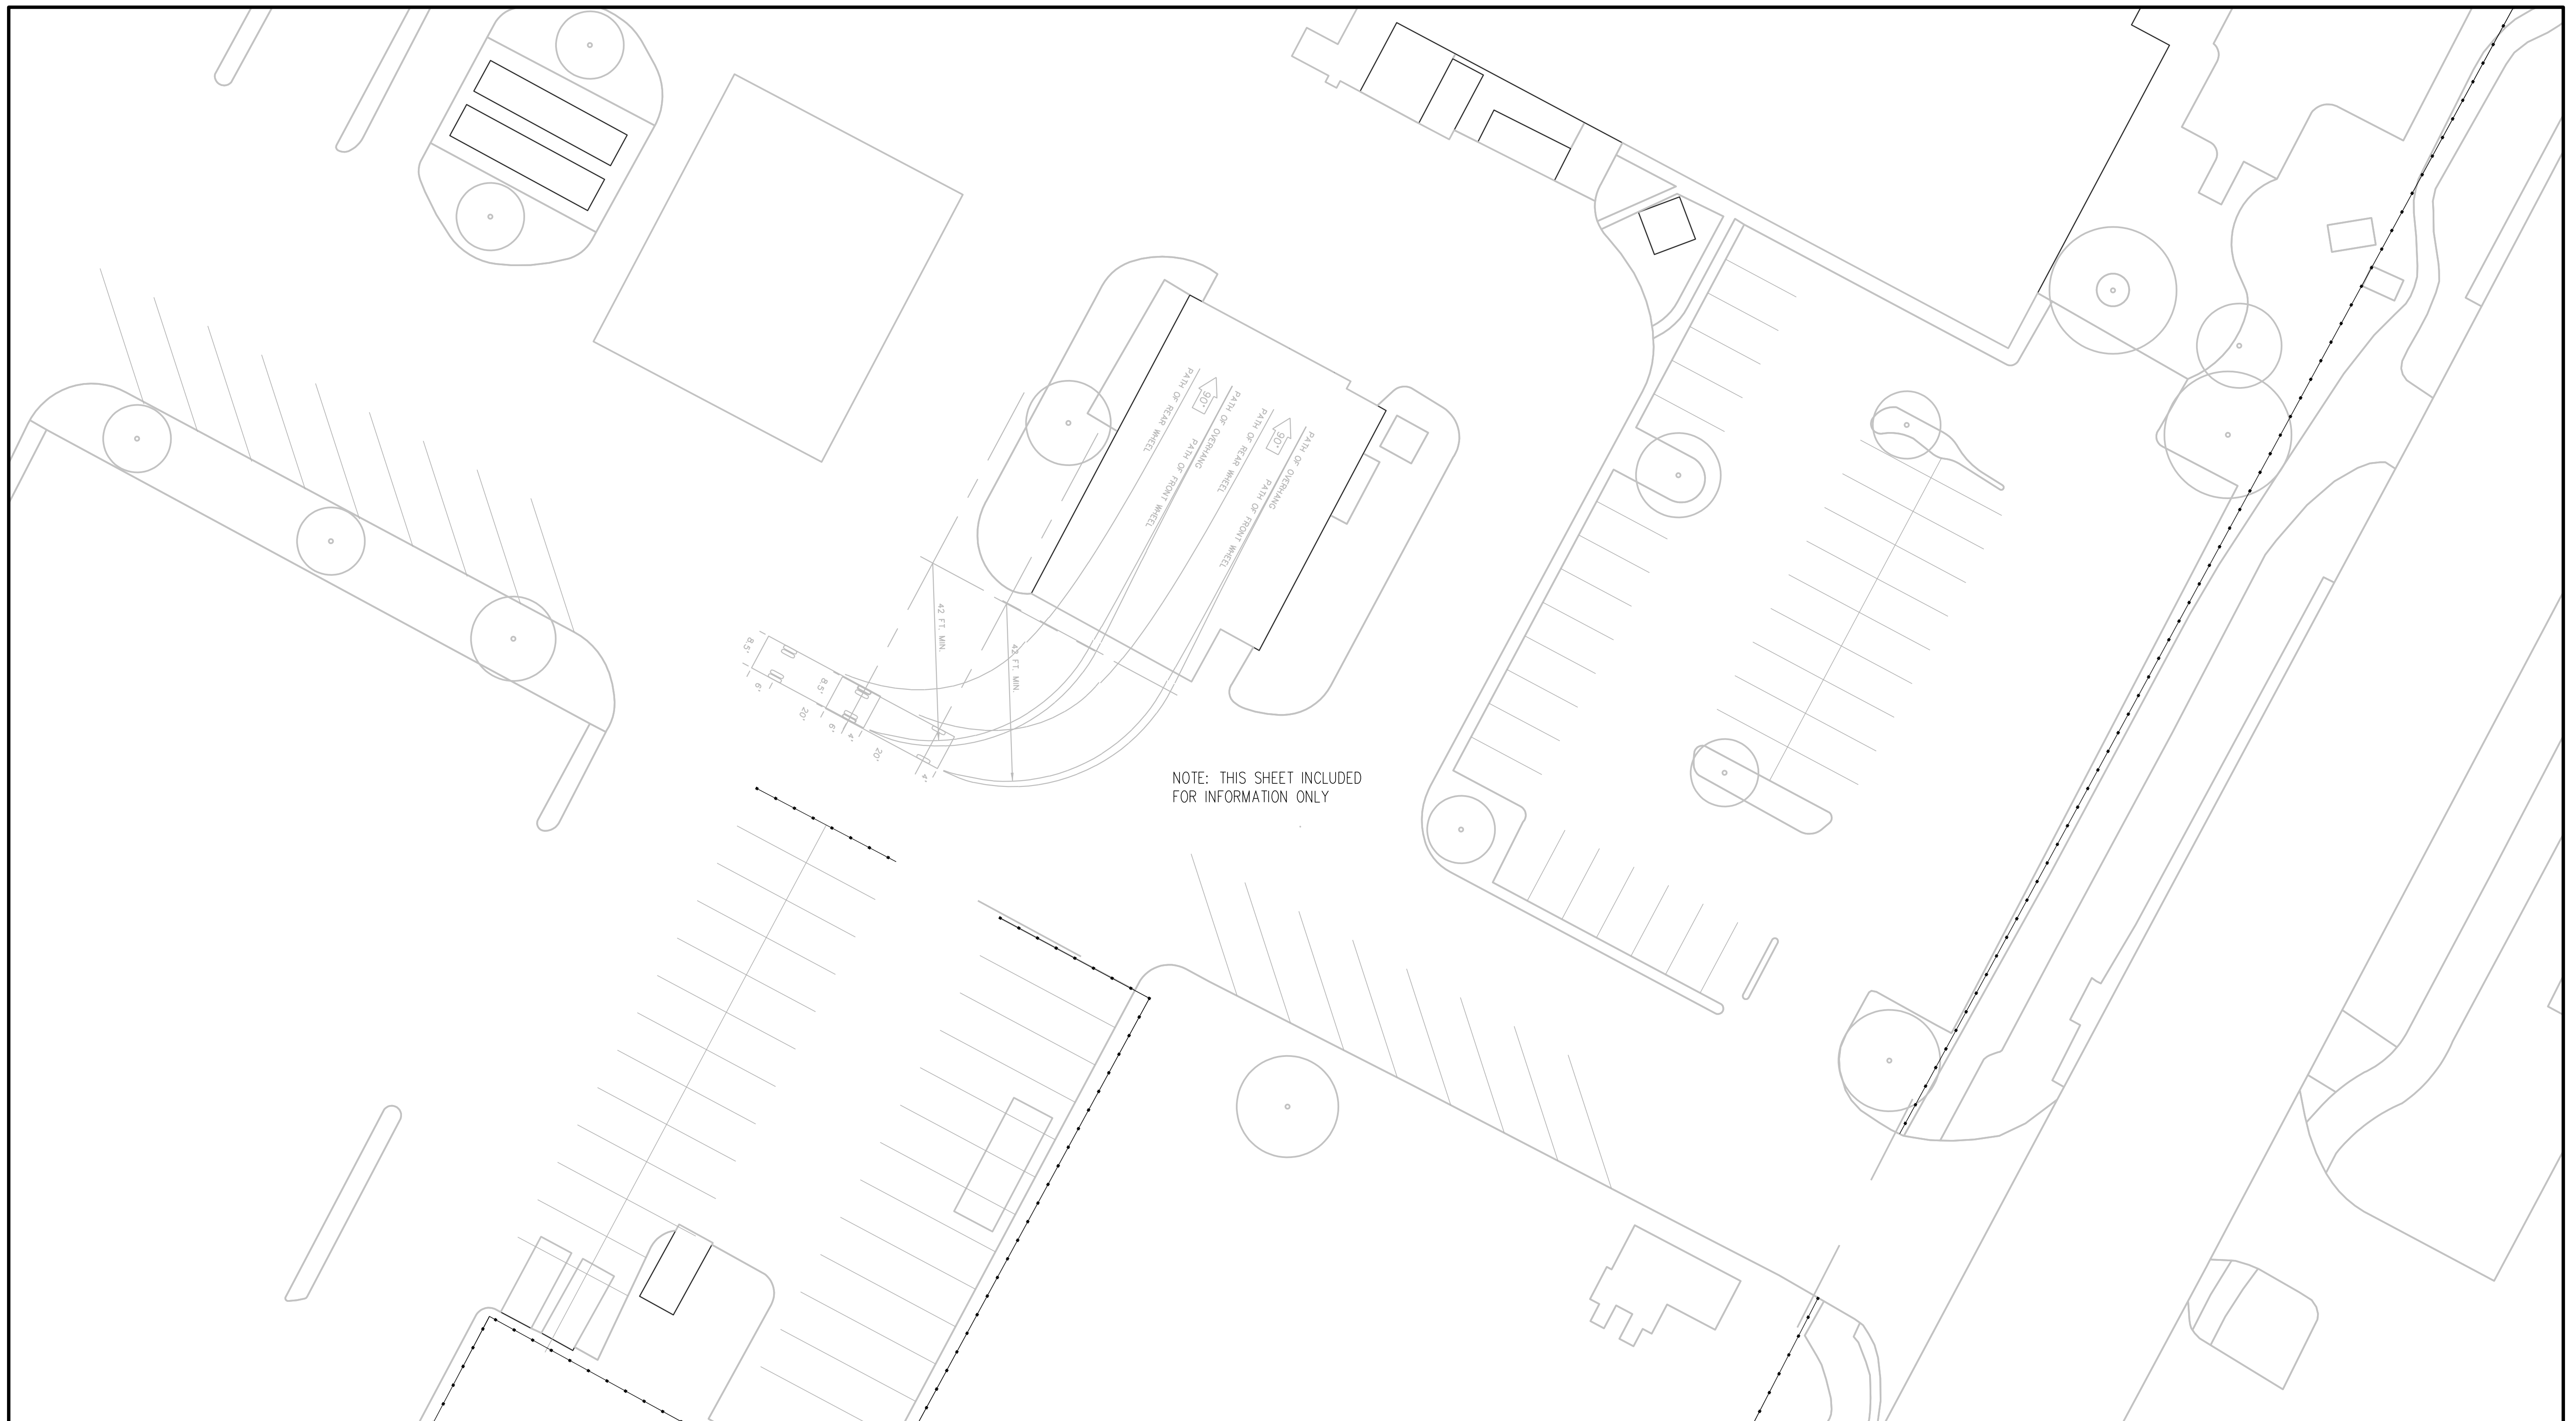 PATH OF REAR WHEEL
90°
PATH OF OVERHANG
PATH OF FRONT WHEEL
PATH OF REAR WHEEL
90°
PATH OF OVERHANG
PATH OF FRONT WHEEL
42 FT. MIN.
42 FT. MIN.
8.5'
6'
20'
4'
8.5'
6'
20'
4'
NOTE: THIS SHEET INCLUDED
FOR INFORMATION ONLY